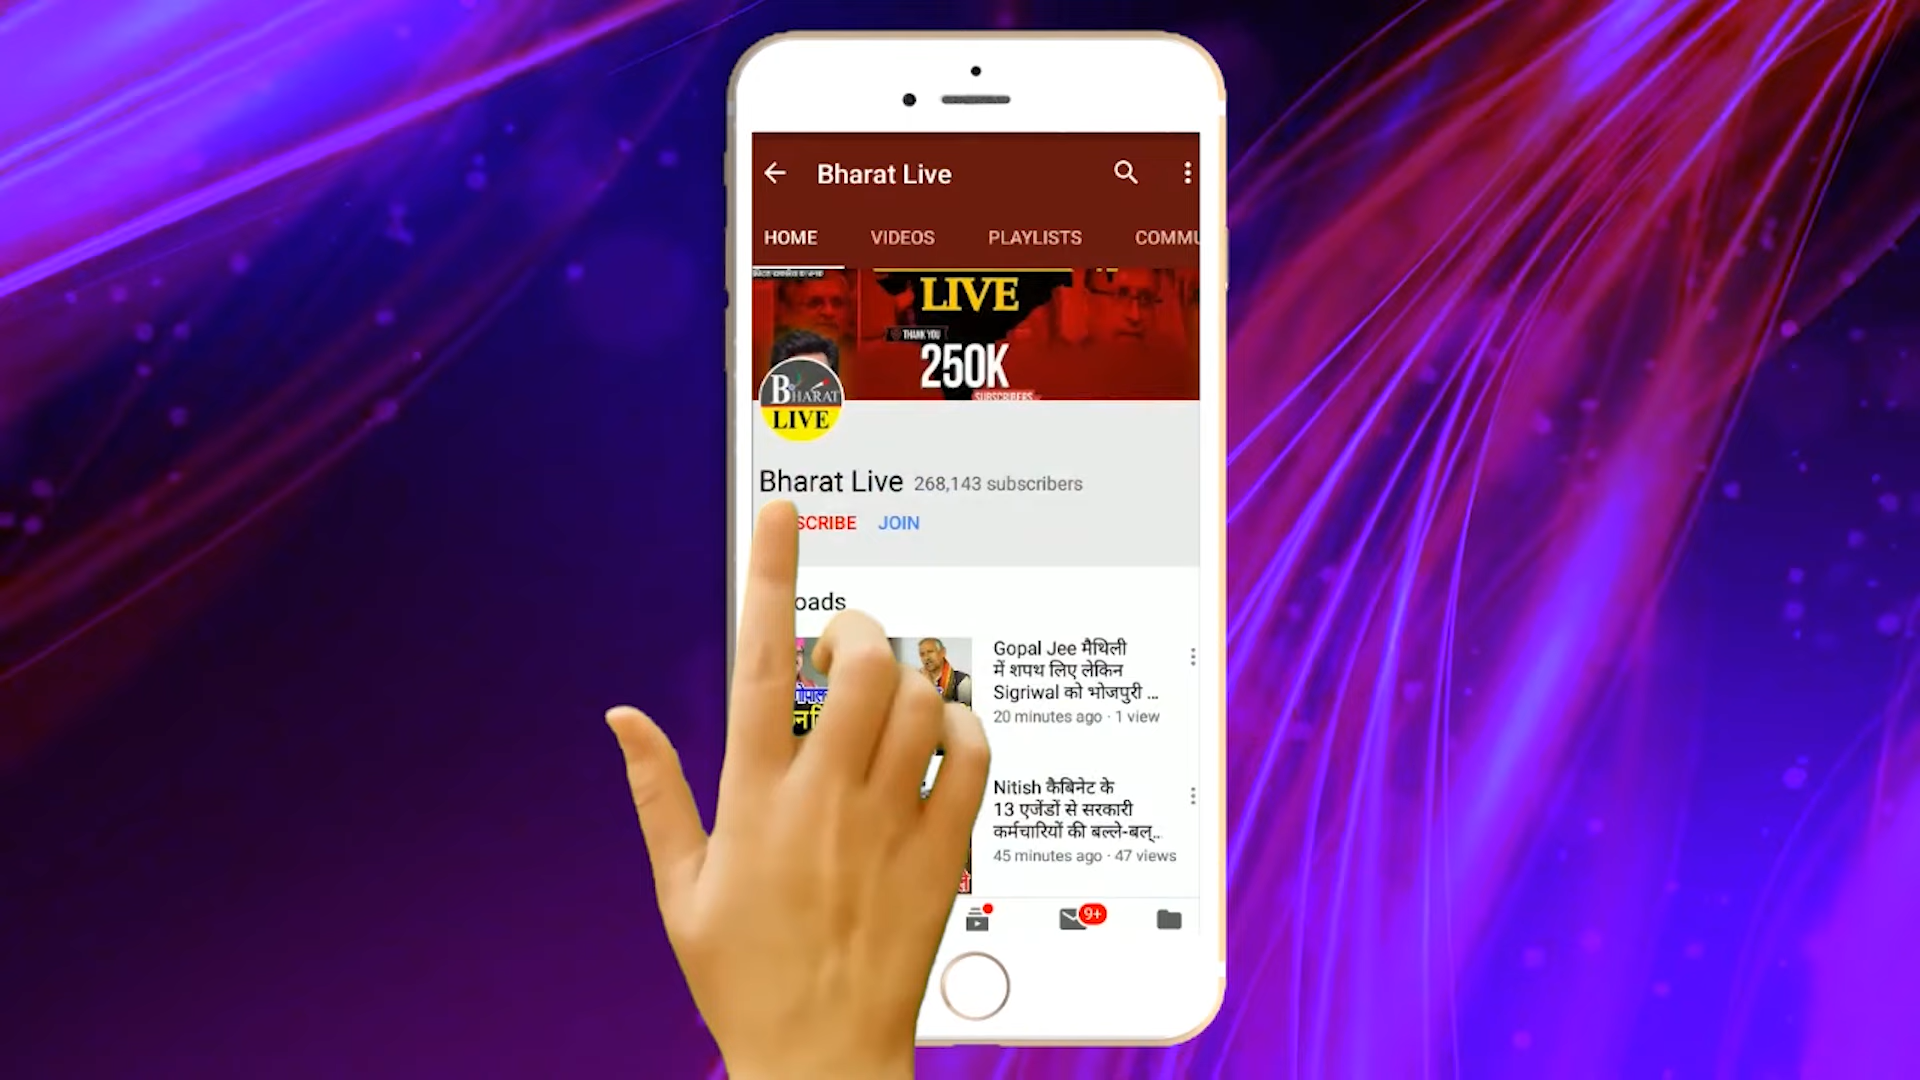 Bharat Live
HOME VIDEOS PLAYLISTS COMMU
LIVE
THANK YOU
250K
SUBSCRIBERS
BHARAT
LIVE
Bharat Live 268,143 subscribers
SCRIBE JOIN
oads
Gopal Jee मैथिली
में शपथ लिए लेकिन
Sigriwal को भोजपुरी ...
20 minutes ago · 1 view
गोपाल
Nitish कैबिनेट के
13 एजेंडों से सरकारी
कर्मचारियों की बल्ले-बल्...
45 minutes ago · 47 views
9+